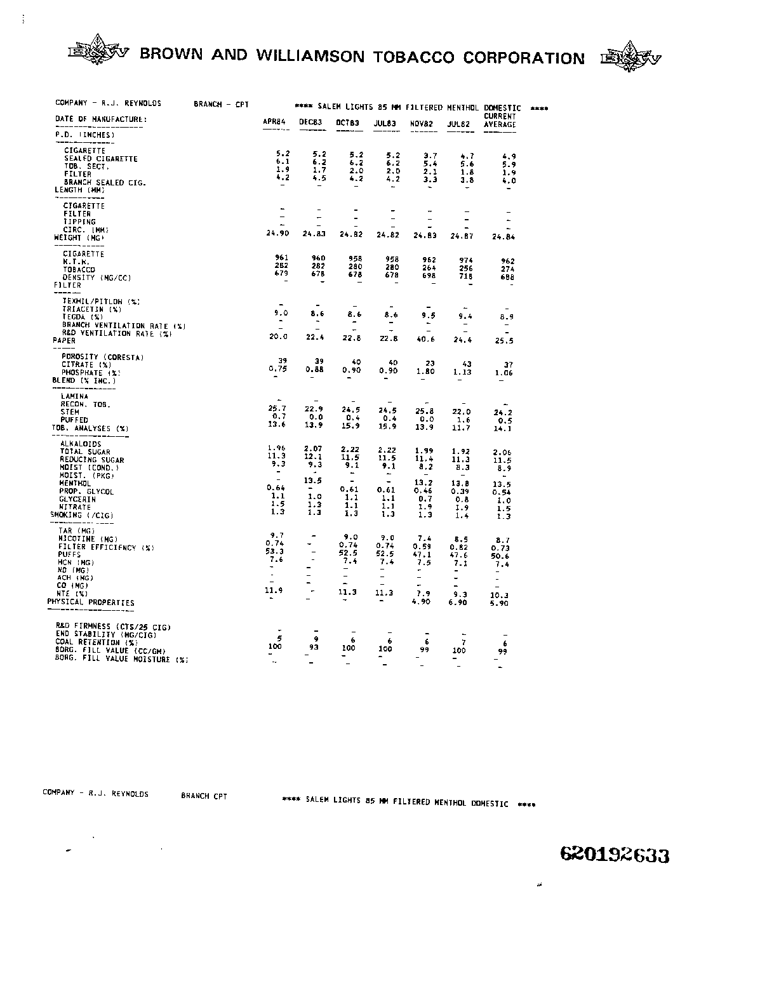 BROWN AND WILLIAMSON TOBACCO CORPORATION
COMPANY - R.J. REYNOLDS BRANCH - CPT **** SALEM LIGHTS 85 MM FILTERED MENTHOL DOMESTIC ****
CURRENT
DATE OF MANUFACTURE: APR84 DEC83 OCT83 JUL83 NOV82 JUL82 AVERAGE
P.D. (INCHES)
CIGARETTE 5.2 5.2 5.2 5.2 3.7 4.7 4.9
SEALED CIGARETTE 6.1 6.2 6.2 6.2 5.4 5.6 5.9
TOB. SECT. 1.9 1.7 2.0 2.0 2.1 1.8 1.9
FILTER 4.2 4.5 4.2 4.2 3.3 3.8 4.0
BRANCH SEALED CIG. - - - - - - -
LENGTH (MM)
CIGARETTE - - - - - - -
FILTER - - - - - - -
TIPPING - - - - - - -
CIRC. (MM) 24.90 24.83 24.82 24.82 24.83 24.87 24.84
WEIGHT (MG)
CIGARETTE 961 960 958 958 962 974 962
N.T.M. 282 282 280 280 264 256 274
TOBACCO 679 678 678 678 698 718 688
DENSITY (MG/CC) - - - - - - -
FILTER
TEXMIL/PITLOH (%) - - - - - - -
TRIACETIN (%) 9.0 8.6 8.6 8.6 9.5 9.4 8.9
TEGDA (%) - - - - - - -
BRANCH VENTILATION RATE (%) - - - - - - -
R&D VENTILATION RATE (%) 20.0 22.4 22.8 22.8 40.6 24.4 25.5
PAPER
POROSITY (CORESTA) 39 39 40 40 23 43 37
CITRATE (%) 0.75 0.88 0.90 0.90 1.80 1.13 1.06
PHOSPHATE (%) - - - - - - -
BLEND (% INC.)
LAMINA - - - - - - -
RECON. TOB. 25.7 22.9 24.5 24.5 25.8 22.0 24.2
STEM 0.7 0.0 0.4 0.4 0.0 1.6 0.5
PUFFED 13.6 13.9 15.9 15.9 13.9 11.7 14.1
TOB. ANALYSES (%)
ALKALOIDS 1.96 2.07 2.22 2.22 1.99 1.92 2.06
TOTAL SUGAR 11.3 12.1 11.5 11.5 11.4 11.3 11.5
REDUCING SUGAR 9.3 9.3 9.1 9.1 8.2 8.3 8.9
MOIST (COND.) - - - - - - -
MOIST. (PKG) - 13.5 - - 13.2 13.8 13.5
MENTHOL 0.64 - 0.61 0.61 0.46 0.39 0.54
PROP. GLYCOL 1.1 1.0 1.1 1.1 0.7 0.8 1.0
GLYCERIN 1.5 1.3 1.1 1.1 1.9 1.9 1.5
NITRATE 1.3 1.3 1.3 1.3 1.3 1.4 1.3
SMOKING (/CIG)
TAR (MG) 9.7 - 9.0 9.0 7.4 8.5 8.7
NICOTINE (MG) 0.74 - 0.74 0.74 0.59 0.82 0.73
FILTER EFFICIENCY (%) 53.3 - 52.5 52.5 47.1 47.6 50.6
PUFFS 7.6 - 7.4 7.4 7.5 7.1 7.4
HCN (MG) - - - - - - -
NO (MG) - - - - - - -
ACH (MG) - - - - - - -
CO (MG) 11.9 - 11.3 11.3 7.9 9.3 10.3
NTE (%) - - - - 4.90 6.90 5.90
PHYSICAL PROPERTIES
R&D FIRMNESS (CTS/25 CIG) - - - - - - -
END STABILITY (MG/CIG) 5 9 6 6 6 7 6
COAL RETENTION (%) 100 93 100 100 99 100 99
BORG. FILL VALUE (CC/GM) - - - - - - -
BORG. FILL VALUE MOISTURE (%) - - - - - - -
COMPANY - R.J. REYNOLDS BRANCH CPT **** SALEM LIGHTS 85 MM FILTERED MENTHOL DOMESTIC ****
620192633